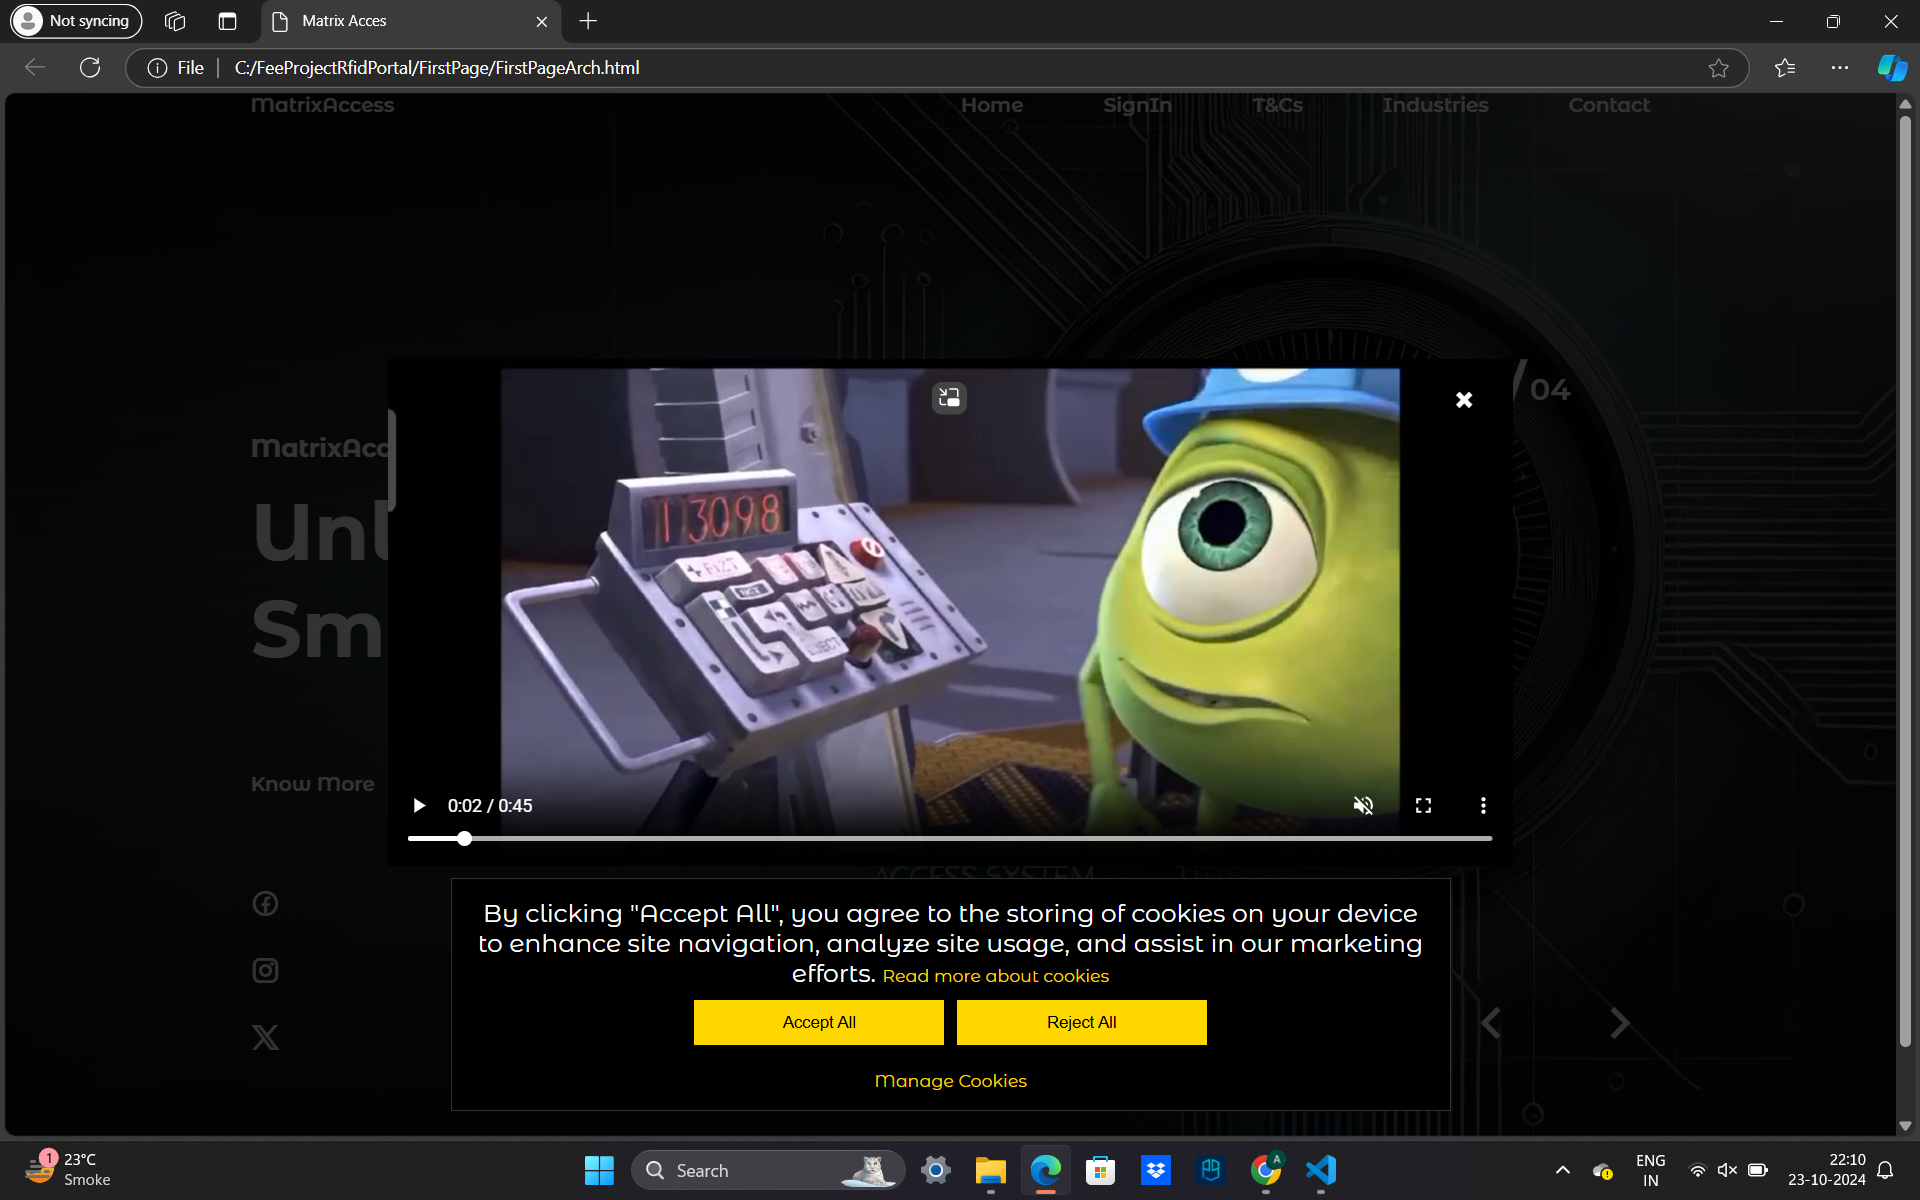 Not syncing
Matrix Acces
File
C:/FeeProjectRfidPortal/FirstPage/FirstPageArch.html
MatrixAccess
Home SignIn T&Cs Industries Contact
/04
MatrixAcc
13098
Sm
Know More
0:02 / 0:45
ACCESS SYSTEM
By clicking "Accept All", you agree to the storing of cookies on your device
to enhance site navigation, analyze site usage, and assist in our marketing
efforts. Read more about cookies
Accept All Reject All
Manage Cookies
1
23°C
Smoke
Search
A
ENG
IN
22:10
23-10-2024